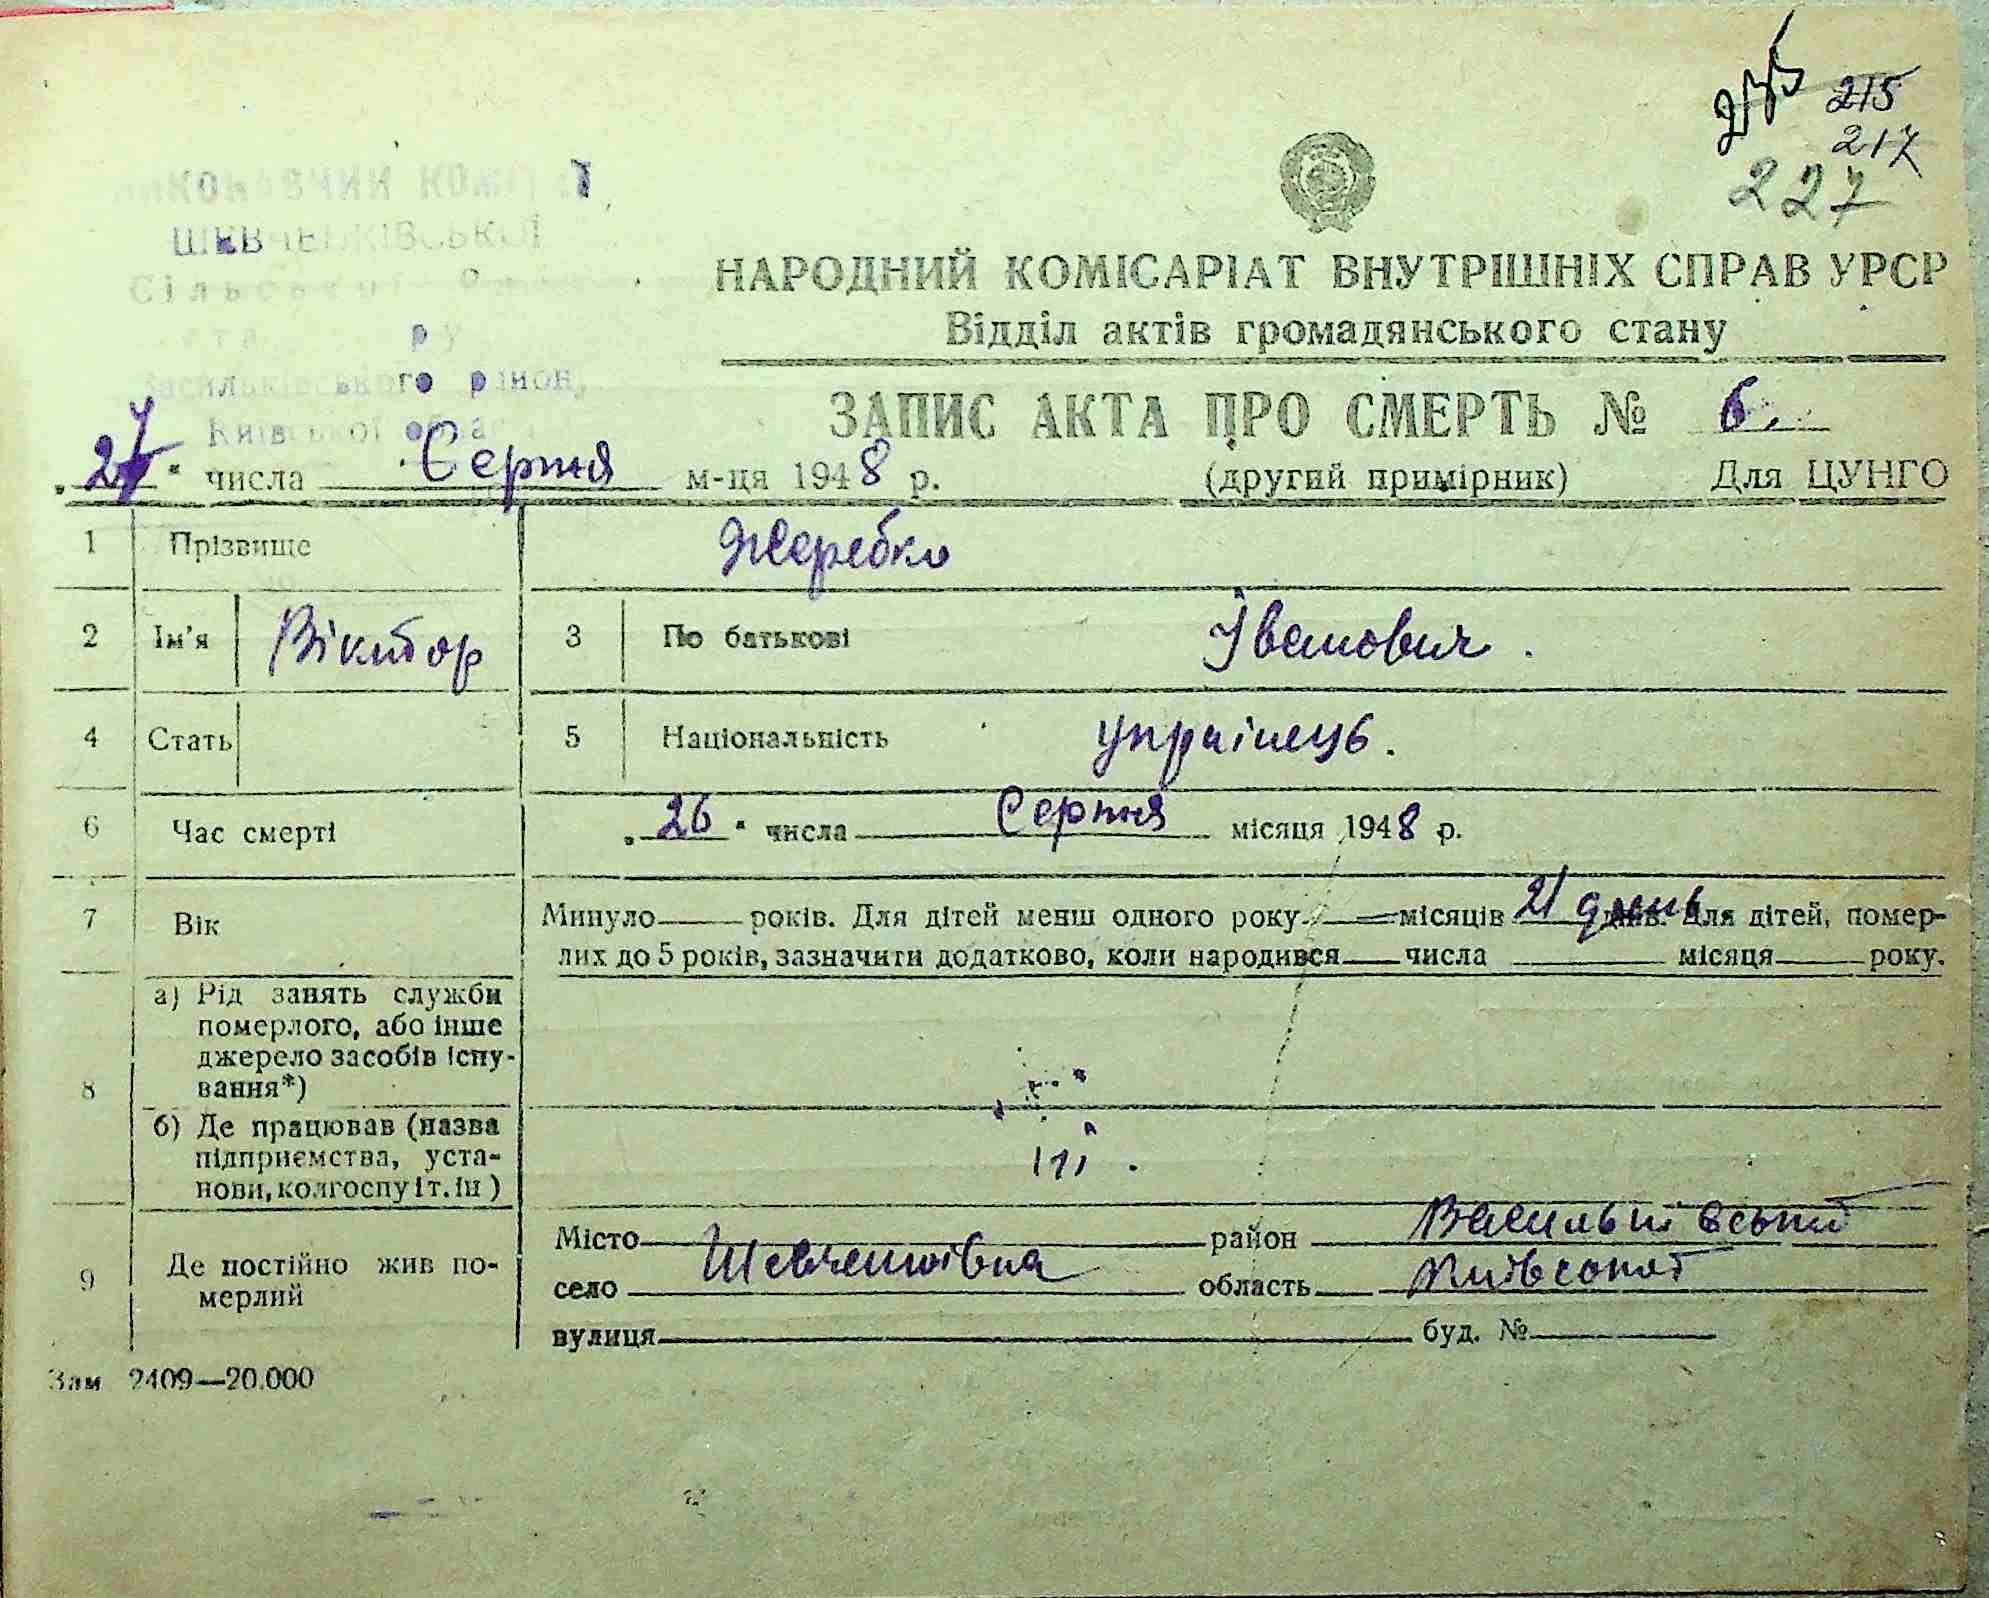 215
217
227
ВИКОНАВЧИЙ КОМІТЕТ
ШЕВЧЕНКІВСЬКОЇ
Сільської Ради
Васильківського району,
Київської області
НАРОДНИЙ КОМІСАРІАТ ВНУТРІШНІХ СПРАВ УРСР
Відділ актів громадянського стану
ЗАПИС АКТА ПРО СМЕРТЬ № 6.
„27“ числа Серпня м-ця 1948 р. (другий примірник) Для ЦУНГО
1 Прізвище Жеребко
2 Ім'я Віктор 3 По батькові Іванович.
4 Стать 5 Національність українець.
6 Час смерті „26“ числа Серпня місяця 1948 р.
7 Вік Минуло років. Для дітей менш одного року — місяців 21 день днів. Для дітей, помер-
лих до 5 років, зазначити додатково, коли народився числа місяця року.
8 а) Рід занять служби
померлого, або інше
джерело засобів існу-
вання*)
б) Де працював (назва
підприємства, уста-
нови, колгоспу і т. ін)
9 Де постійно жив по-
мерлий
Місто район Васильківський
село Шевченківка область Київської
вулиця буд. №
Зам 2409—20.000